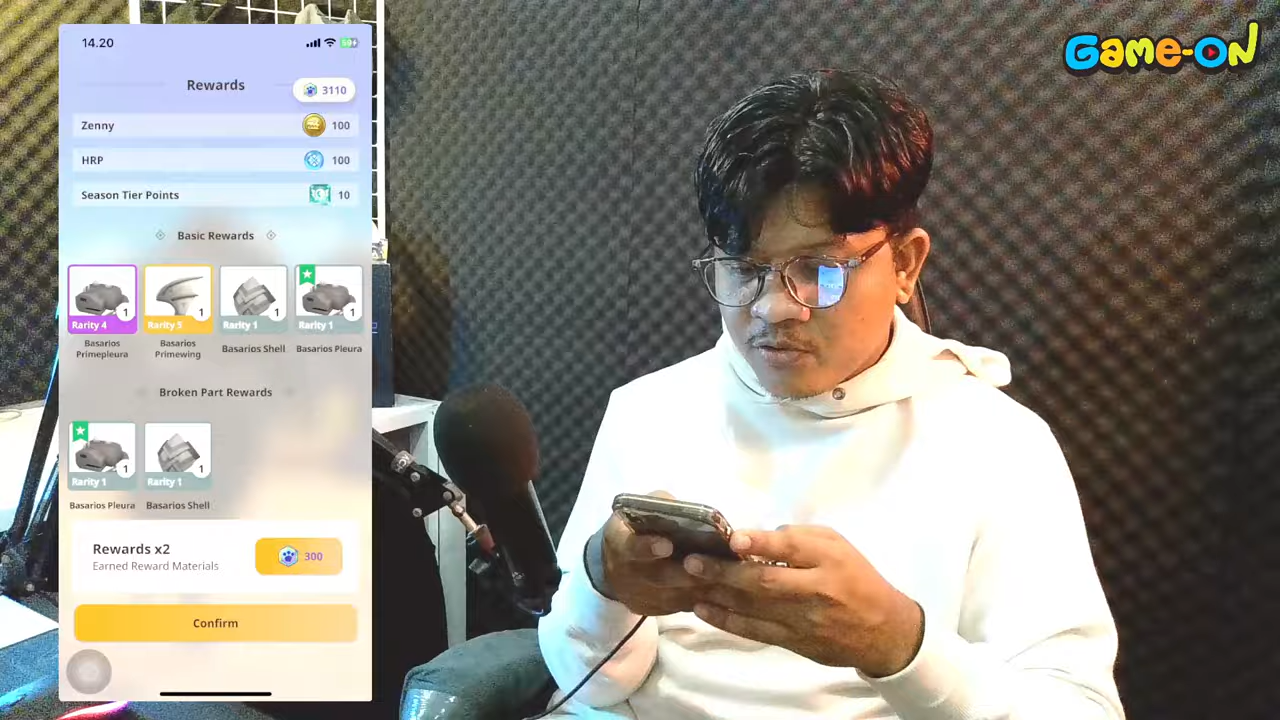 GAME-ON
14.20
59
Rewards
3110
Zenny 100
HRP 100
Season Tier Points 10
Basic Rewards
1 1 1 1
Rarity 4 Rarity 5 Rarity 1 Rarity 1
Basarios Primepleura
Basarios Primewing
Basarios Shell
Basarios Pleura
Broken Part Rewards
1 1
Rarity 1 Rarity 1
Basarios Pleura Basarios Shell
Rewards x2
Earned Reward Materials
300
Confirm